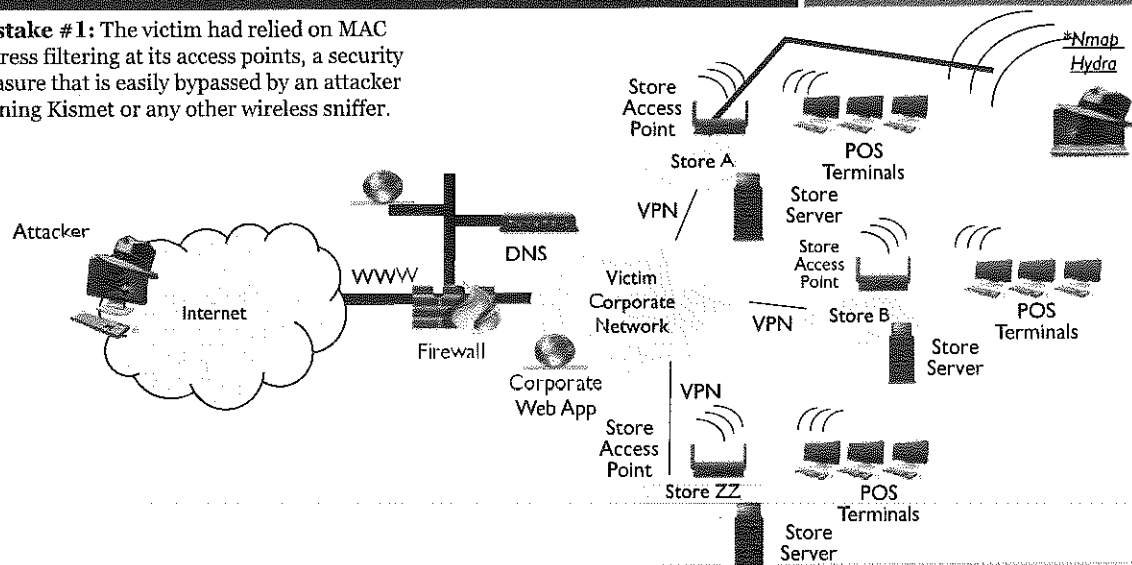 stake #1: The victim had relied on MAC
ress filtering at its access points, a security
asure that is easily bypassed by an attacker
ning Kismet or any other wireless sniffer.
*Nmap
Hydra
Store
Access
Point
POS
Terminals
Store A
Store
Server
VPN
Attacker
Internet
WWW
DNS
Firewall
Corporate
Web App
Victim
Corporate
Network
VPN
Store
Access
Point
Store B
POS
Terminals
Store
Server
VPN
Store
Access
Point
Store ZZ
POS
Terminals
Store
Server